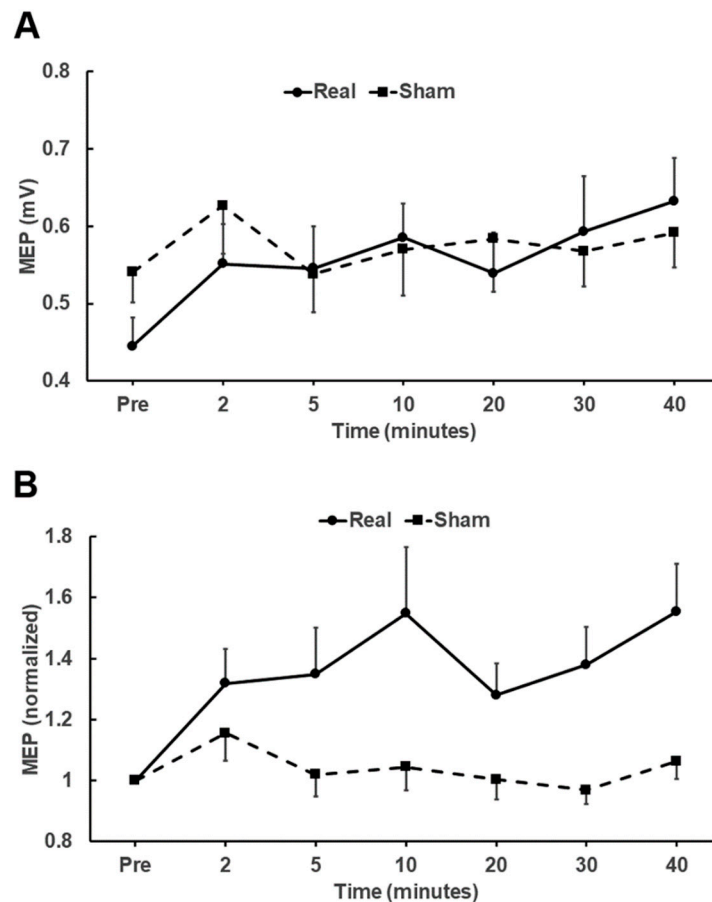 A
0.8
Real Sham
0.7
MEP (mV)
0.6
0.5
0.4
Pre 2 5 10 20 30 40
Time (minutes)
B
Real Sham
1.8
1.6
MEP (normalized)
1.4
1.2
1
0.8
Pre 2 5 10 20 30 40
Time (minutes)